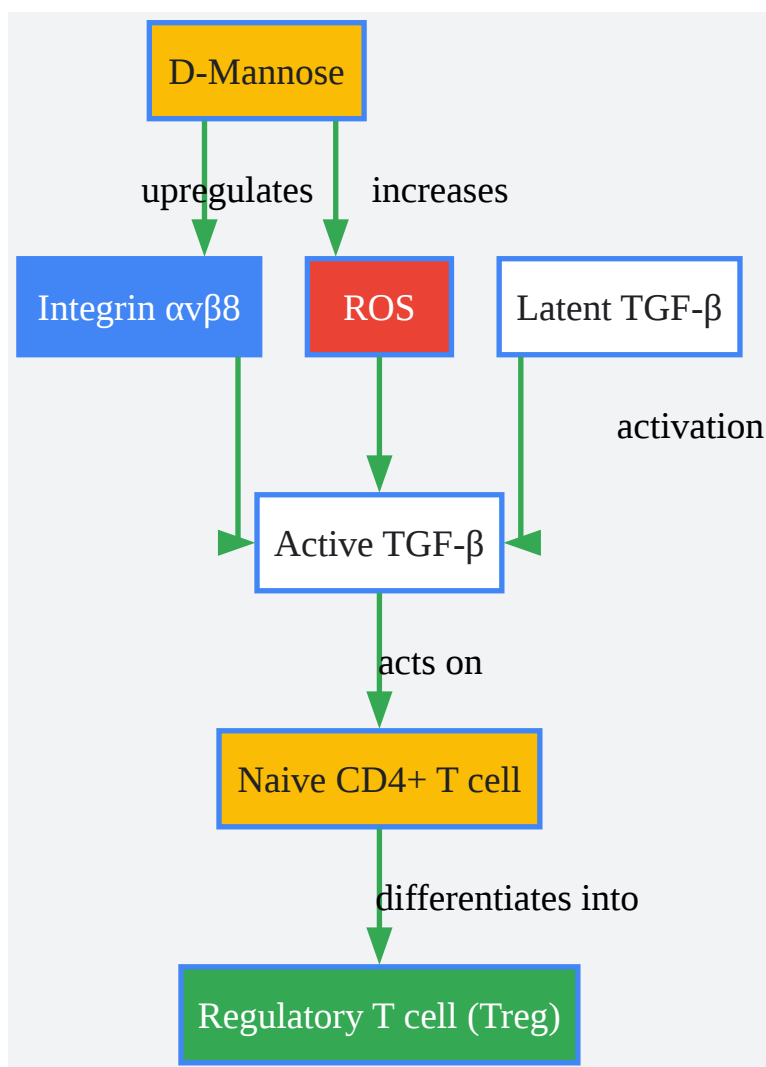 D-Mannose
upregulates
increases
Integrin αvβ8
ROS
Latent TGF-β
activation
Active TGF-β
acts on
Naive CD4+ T cell
differentiates into
Regulatory T cell (Treg)